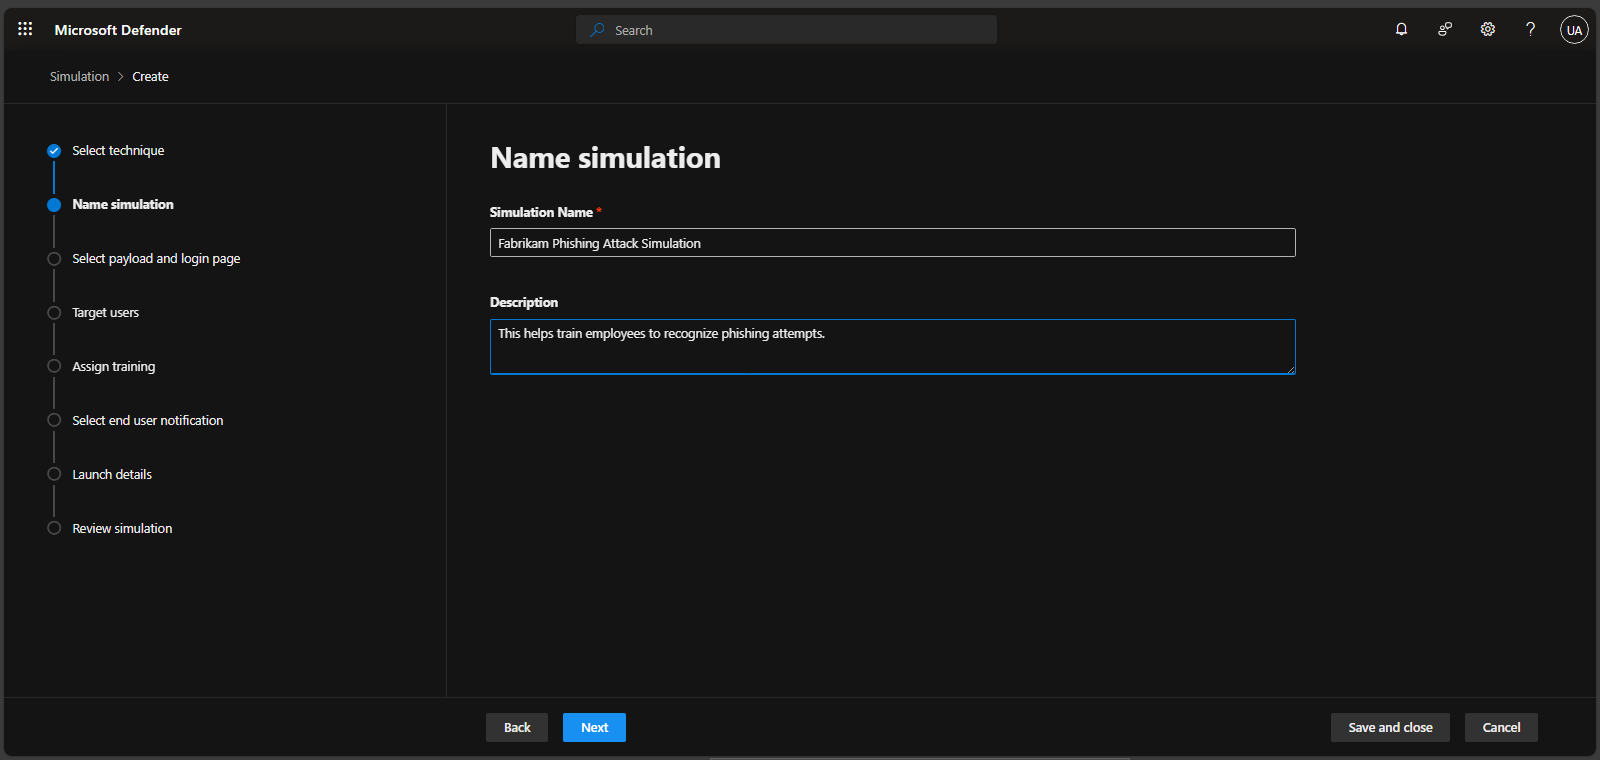 Microsoft Defender
Search
UA
Simulation > Create
Select technique
Name simulation
Select payload and login page
Target users
Assign training
Select end user notification
Launch details
Review simulation
Name simulation
Simulation Name *
Fabrikam Phishing Attack Simulation
Description
This helps train employees to recognize phishing attempts.
Back
Next
Save and close
Cancel